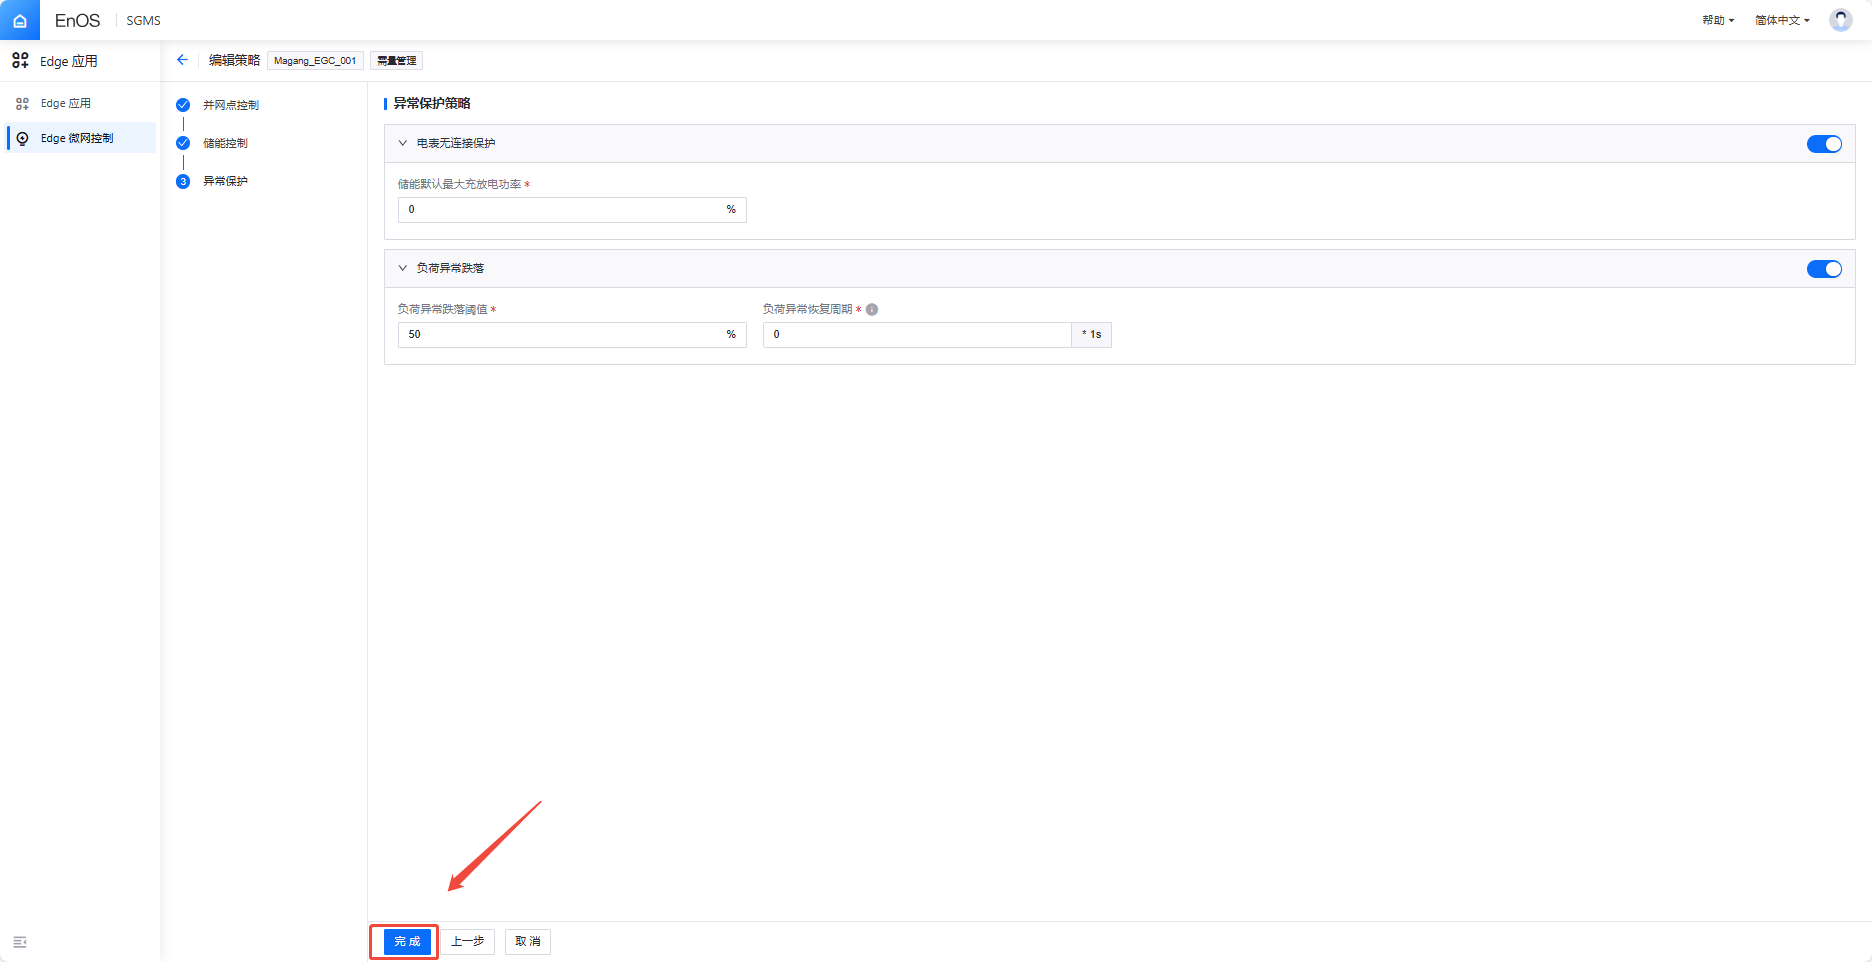 EnOS SGMS 帮助 简体中文
Edge 应用
Edge 应用
Edge 微网控制
编辑策略 Magang_EGC_001 需量管理
并网点控制
储能控制
3 异常保护
异常保护策略
电表无连接保护
储能默认最大充放电功率 *
0 %
负荷异常跌落
负荷异常跌落阈值 * 负荷异常恢复周期 *
50 % 0 * 1s
完成 上一步 取消